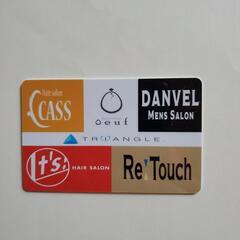 Hair salon
CASS
oeuf
DANVEL
MENS SALON
TRIANGLE
It's!
HAIR SALON
Re:Touch